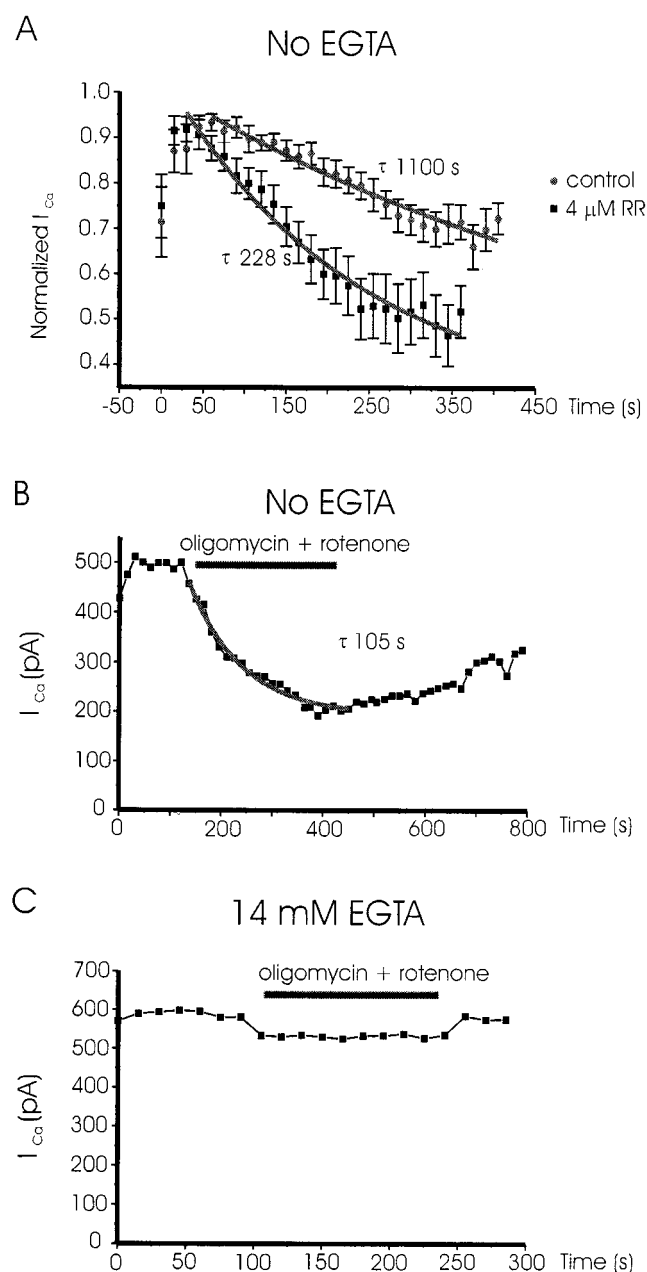 A
No EGTA
1.0
0.9
0.8
0.7
0.6
0.5
0.4
Normalized I Ca
τ 1100 s
τ 228 s
control
4 μM RR
-50 0 50 150 250 350 450 Time (s)
B
No EGTA
oligomycin + rotenone
500
400
300
200
100
0
I Ca (pA)
τ 105 s
0 200 400 600 800 Time (s)
C
14 mM EGTA
oligomycin + rotenone
700
600
500
400
300
200
100
0
I Ca (pA)
0 50 100 150 200 250 300 Time (s)